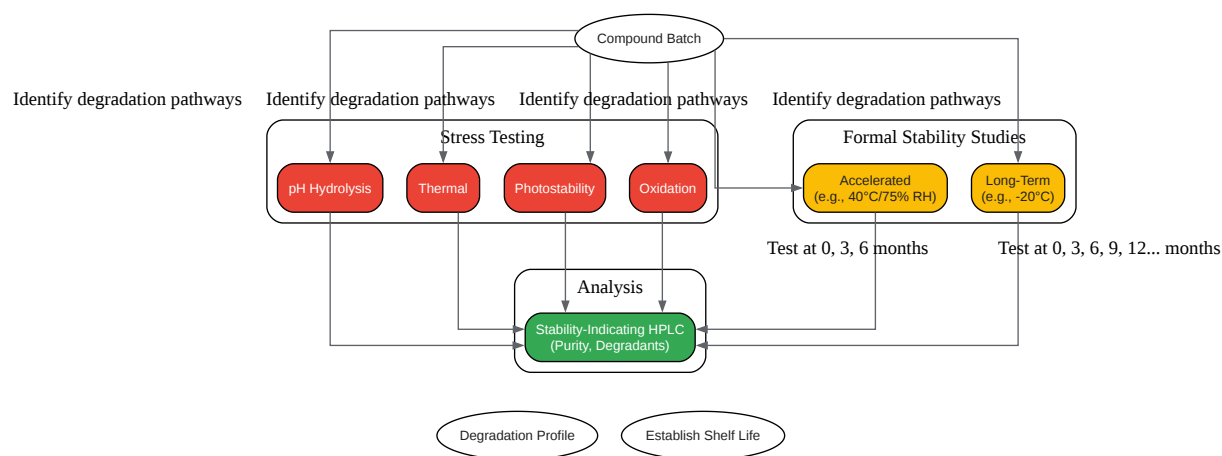 Compound Batch
Identify degradation pathways
Identify degradation pathways
Identify degradation pathways
Identify degradation pathways
Stress Testing
Formal Stability Studies
pH Hydrolysis
Thermal
Photostability
Oxidation
Accelerated
(e.g., 40°C/75% RH)
Long-Term
(e.g., -20°C)
Test at 0, 3, 6 months
Test at 0, 3, 6, 9, 12... months
Analysis
Stability-Indicating HPLC
(Purity, Degradants)
Degradation Profile
Establish Shelf Life